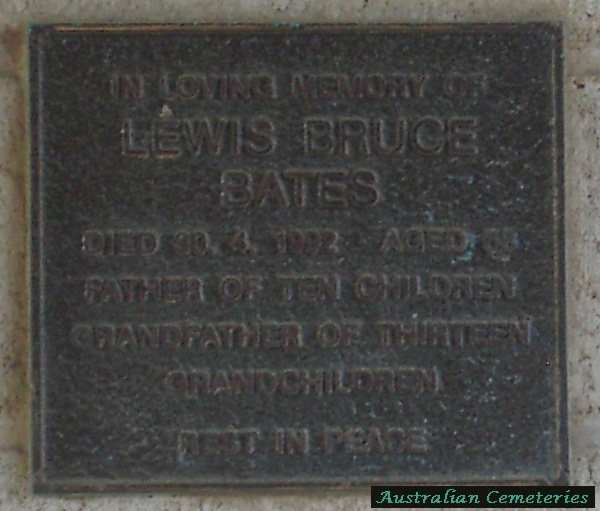 IN LOVING MEMORY OF
LEWIS BRUCE
BATES
DIED 30. 4. 1992 AGED
FATHER OF TEN CHILDREN
GRANDFATHER OF THIRTEEN
GRANDCHILDREN
REST IN PEACE
Australian Cemeteries